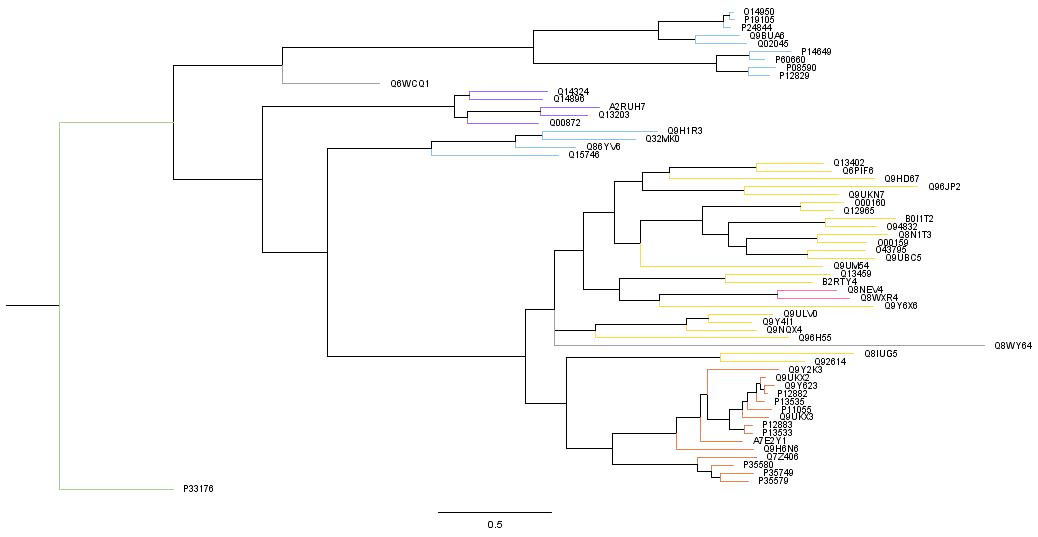 O14950
P19105
P24844
Q9BUA6
Q02045
P14649
P60660
P08590
P12829
Q6WCQ1
Q14324
Q14896
A2RUH7
Q13203
Q00872
Q9H1R3
Q32MK0
Q86YV6
Q15746
Q13402
Q6PIF6
Q9HD67
Q96JP2
Q9UKN7
O00160
Q12965
B0I1T2
O94832
Q8N1T3
O00159
O43795
Q9UBC5
Q9UM54
Q13459
B2RTY4
Q8NEV4
Q8WXR4
Q9Y6X6
Q9ULV0
Q9Y4I1
Q9NQX4
Q96H55
Q8WY64
Q8IUG5
Q92614
Q9Y2K3
Q9UKX2
Q9Y623
P12882
P13535
P11055
Q9UKX3
P12883
P13533
A7E2Y1
Q9H6N6
Q7Z406
P35580
P35749
P35579
P33176
0.5